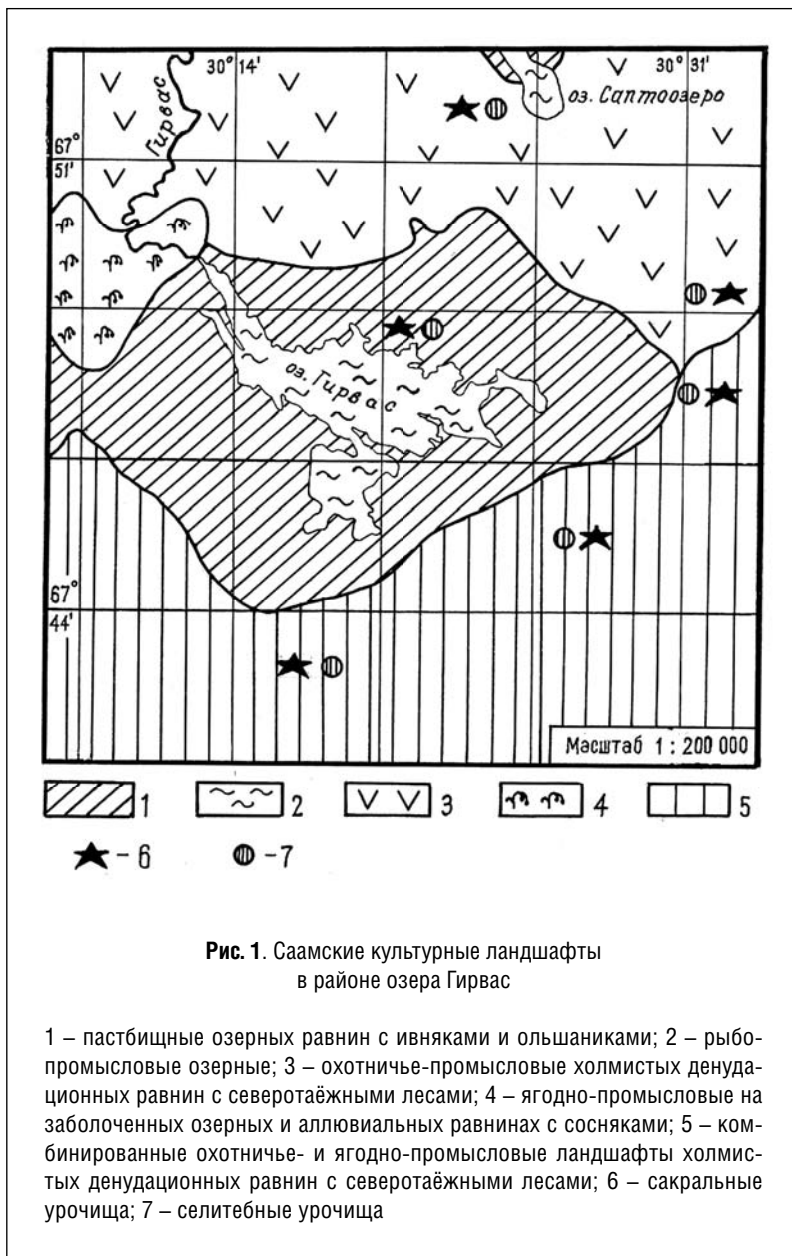 30° 14'
30° 31'
Гирвас
оз. Саптоозеро
67°
51'
оз. Гирвас
67°
44'
Масштаб 1 : 200 000
1 2 3 4 5
- 6 - 7
Рис. 1. Саамские культурные ландшафты
в районе озера Гирвас
1 – пастбищные озерных равнин с ивняками и ольшаниками; 2 – рыбо-
промысловые озерные; 3 – охотничье-промысловые холмистых денуда-
ционных равнин с северотаёжными лесами; 4 – ягодно-промысловые на
заболоченных озерных и аллювиальных равнинах с сосняками; 5 – ком-
бинированные охотничье- и ягодно-промысловые ландшафты холмис-
тых денудационных равнин с северотаёжными лесами; 6 – сакральные
урочища; 7 – селитебные урочища